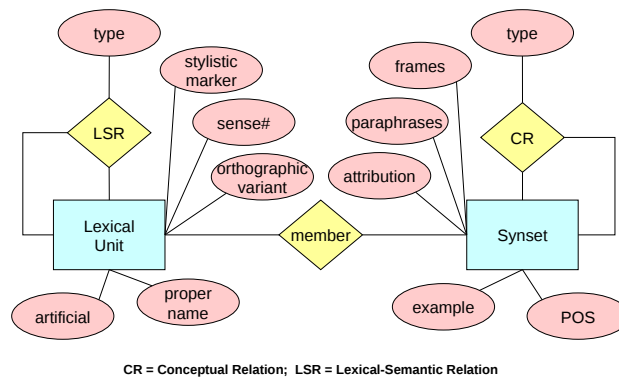 type
type
stylistic
marker
frames
sense#
paraphrases
LSR
CR
orthographic
variant
attribution
Lexical
Unit
member
Synset
proper
name
example
artificial
POS
CR = Conceptual Relation; LSR = Lexical-Semantic Relation